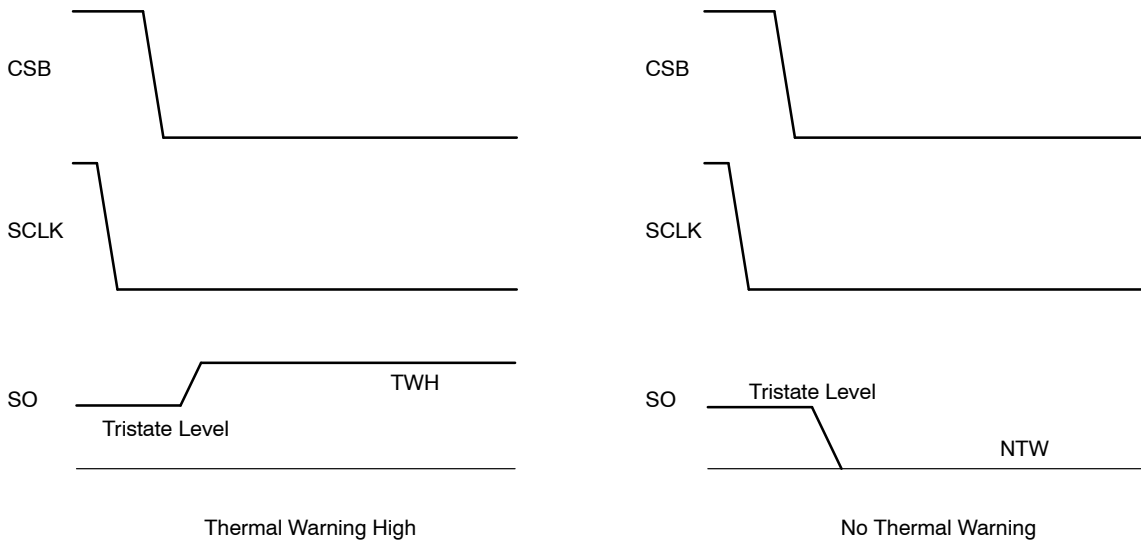 CSB
SCLK
SO
TWH
Tristate Level
Thermal Warning High
CSB
SCLK
SO
Tristate Level
NTW
No Thermal Warning